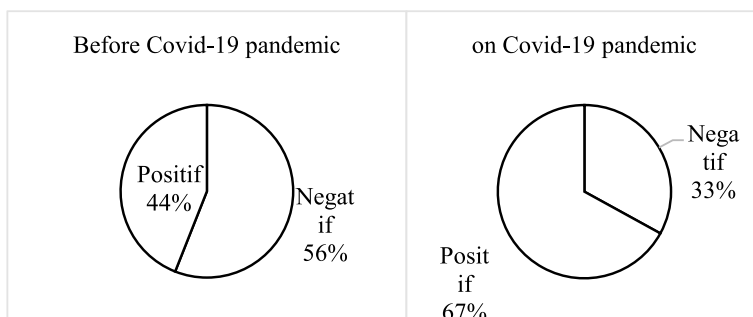 Before Covid-19 pandemic
Positif
44%
Negat
if
56%
on Covid-19 pandemic
Nega
tif
33%
Posit
if
67%